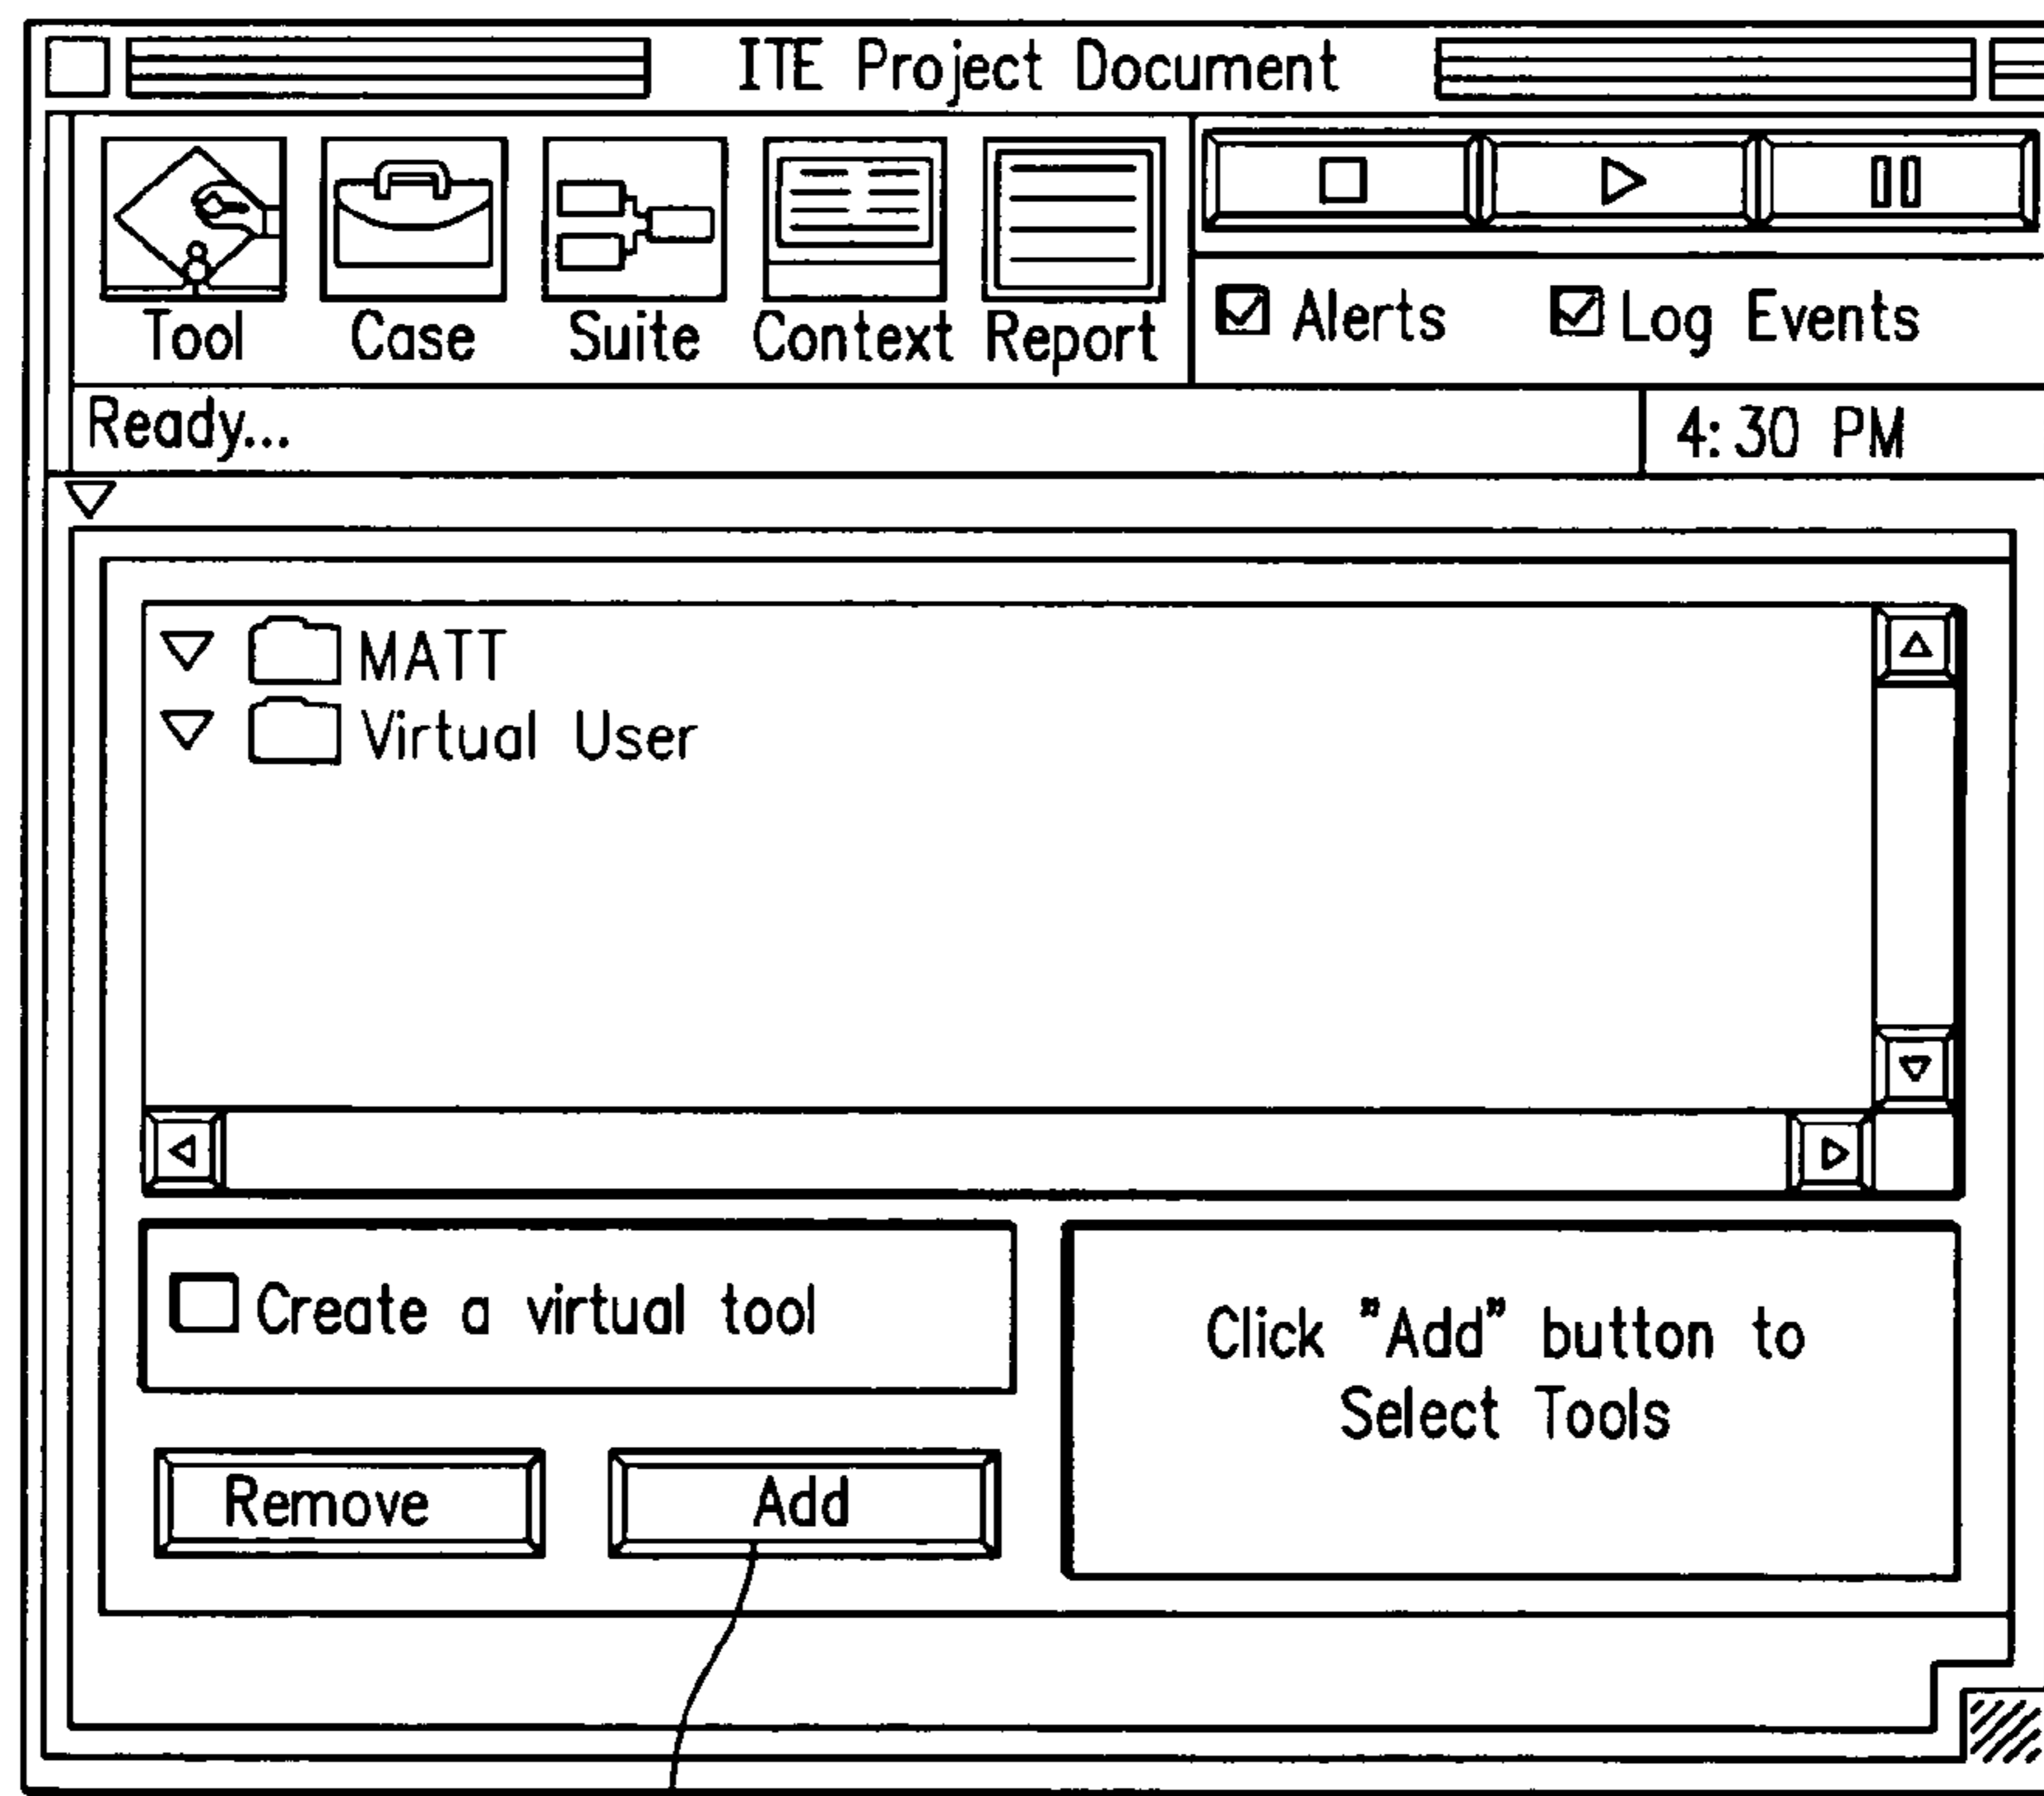 ITE Project Document
Tool Case Suite Context Report
Alerts Log Events
Ready...
4:30 PM
MATT
Virtual User
Create a virtual tool
Click "Add" button to
Select Tools
Remove Add